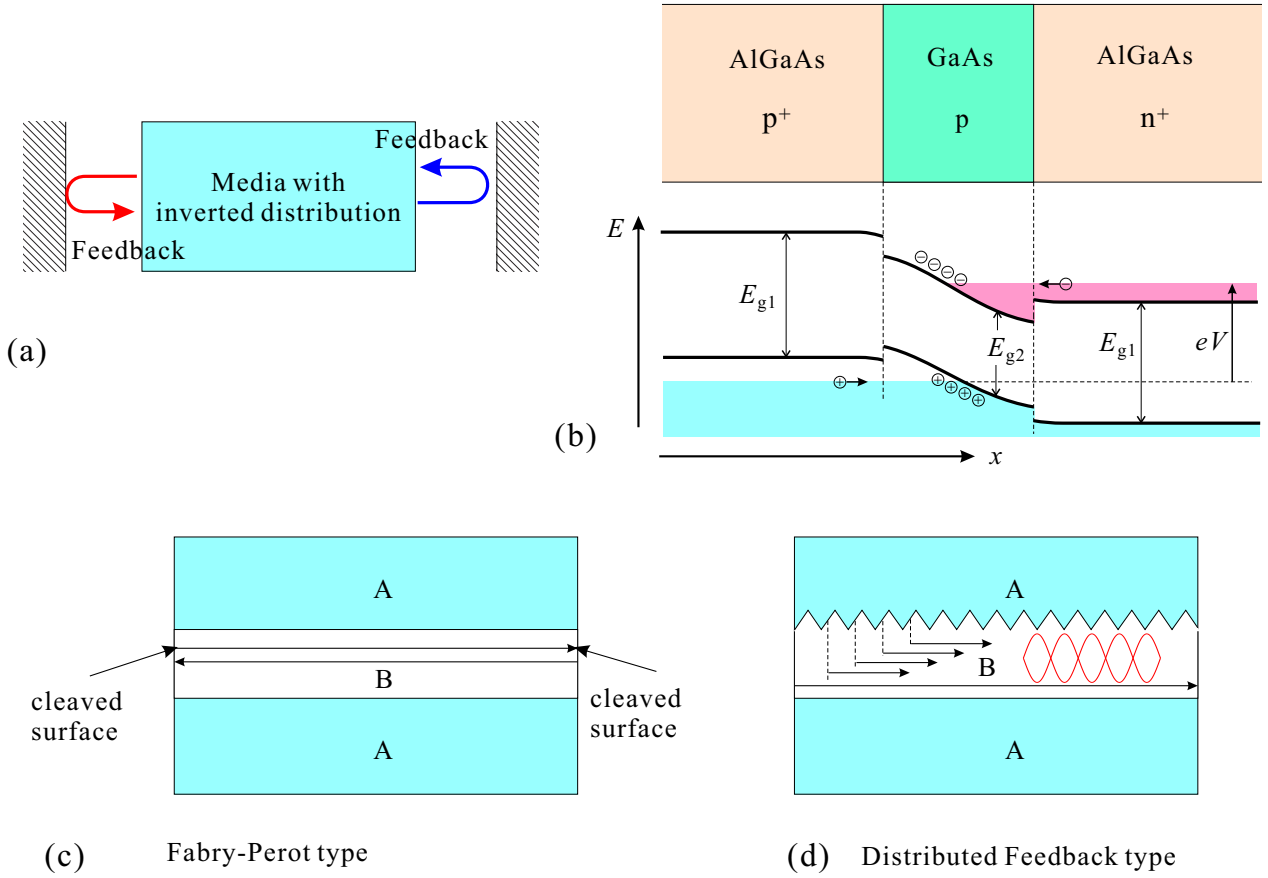 Feedback
Media with
inverted distribution
Feedback
(a)
AlGaAs
p+
GaAs
p
AlGaAs
n+
E
Eg1
Eg2
Eg1
eV
x
(b)
A
B
A
cleaved
surface
cleaved
surface
(c)
Fabry-Perot type
A
B
A
(d)
Distributed Feedback type